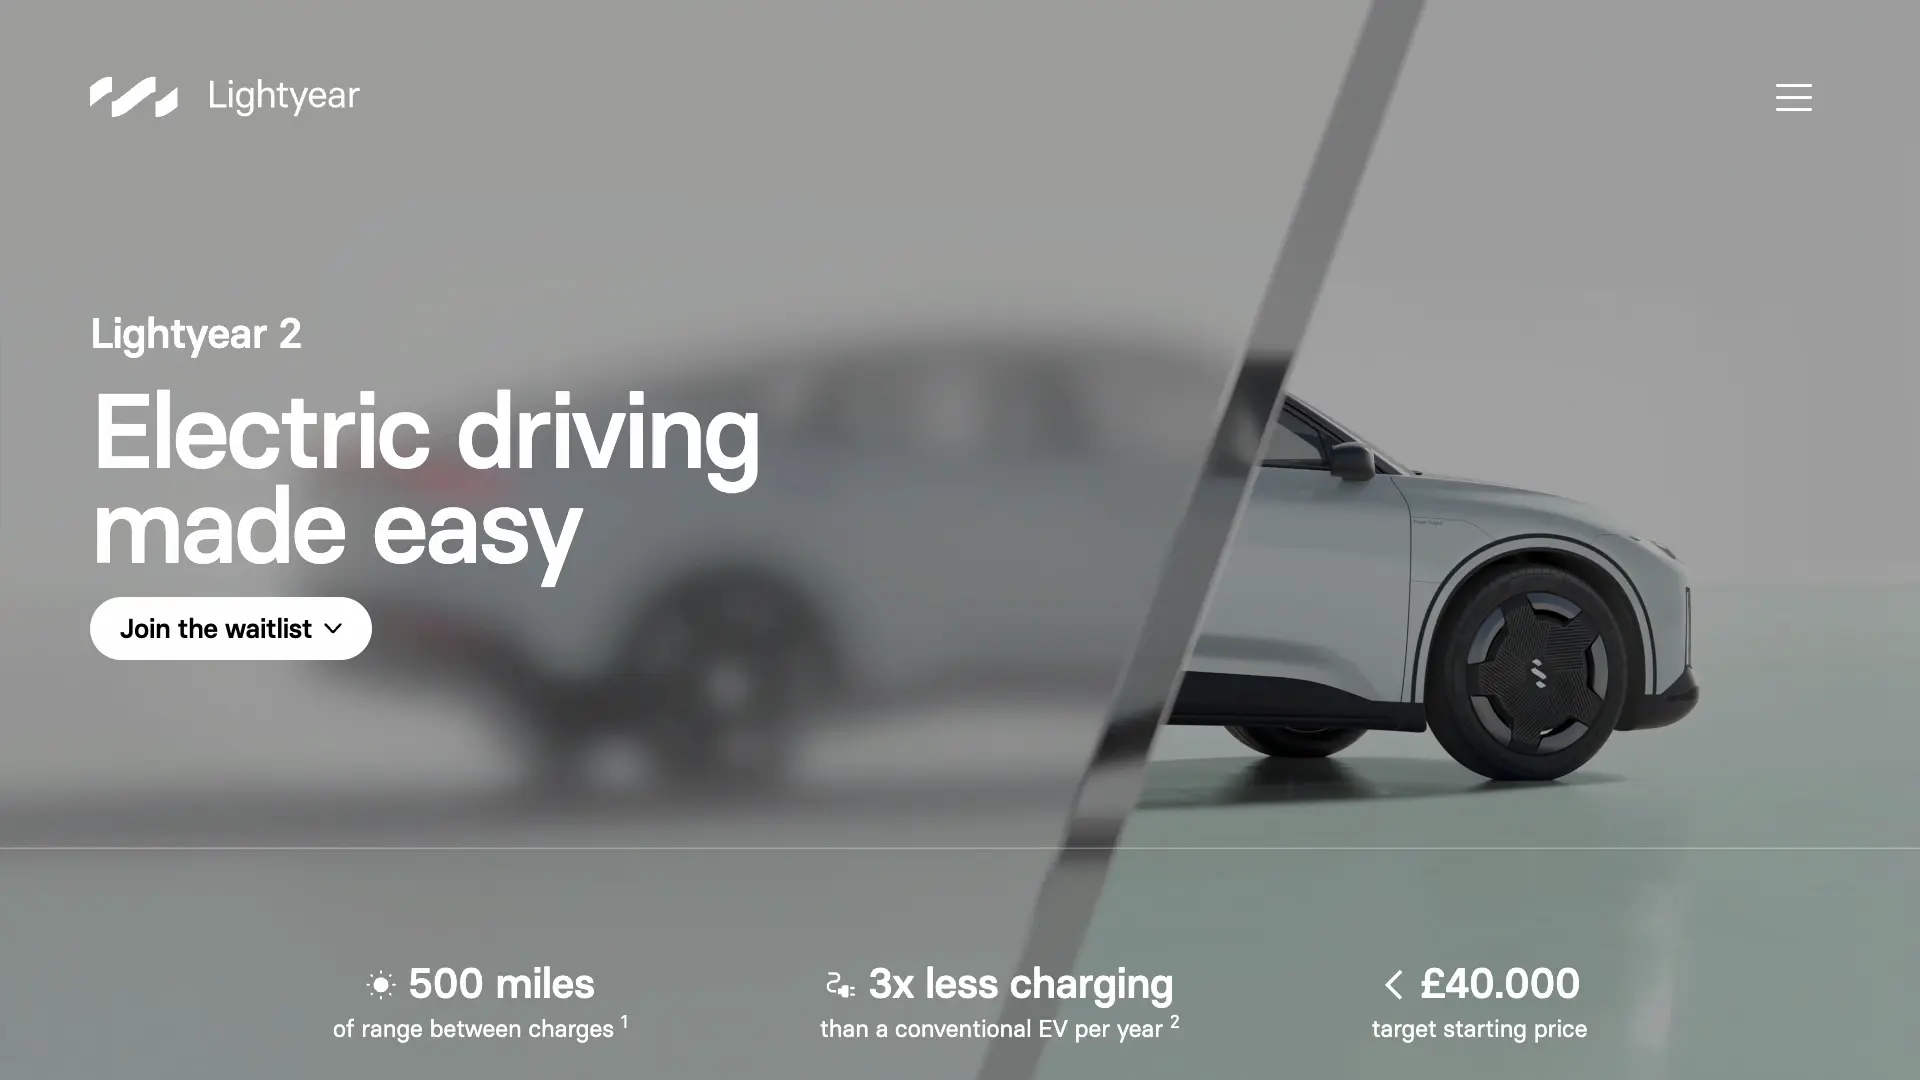 Lightyear
Lightyear 2
Electric driving
made easy
Join the waitlist
500 miles
of range between charges 1
3x less charging
than a conventional EV per year 2
< £40.000
target starting price